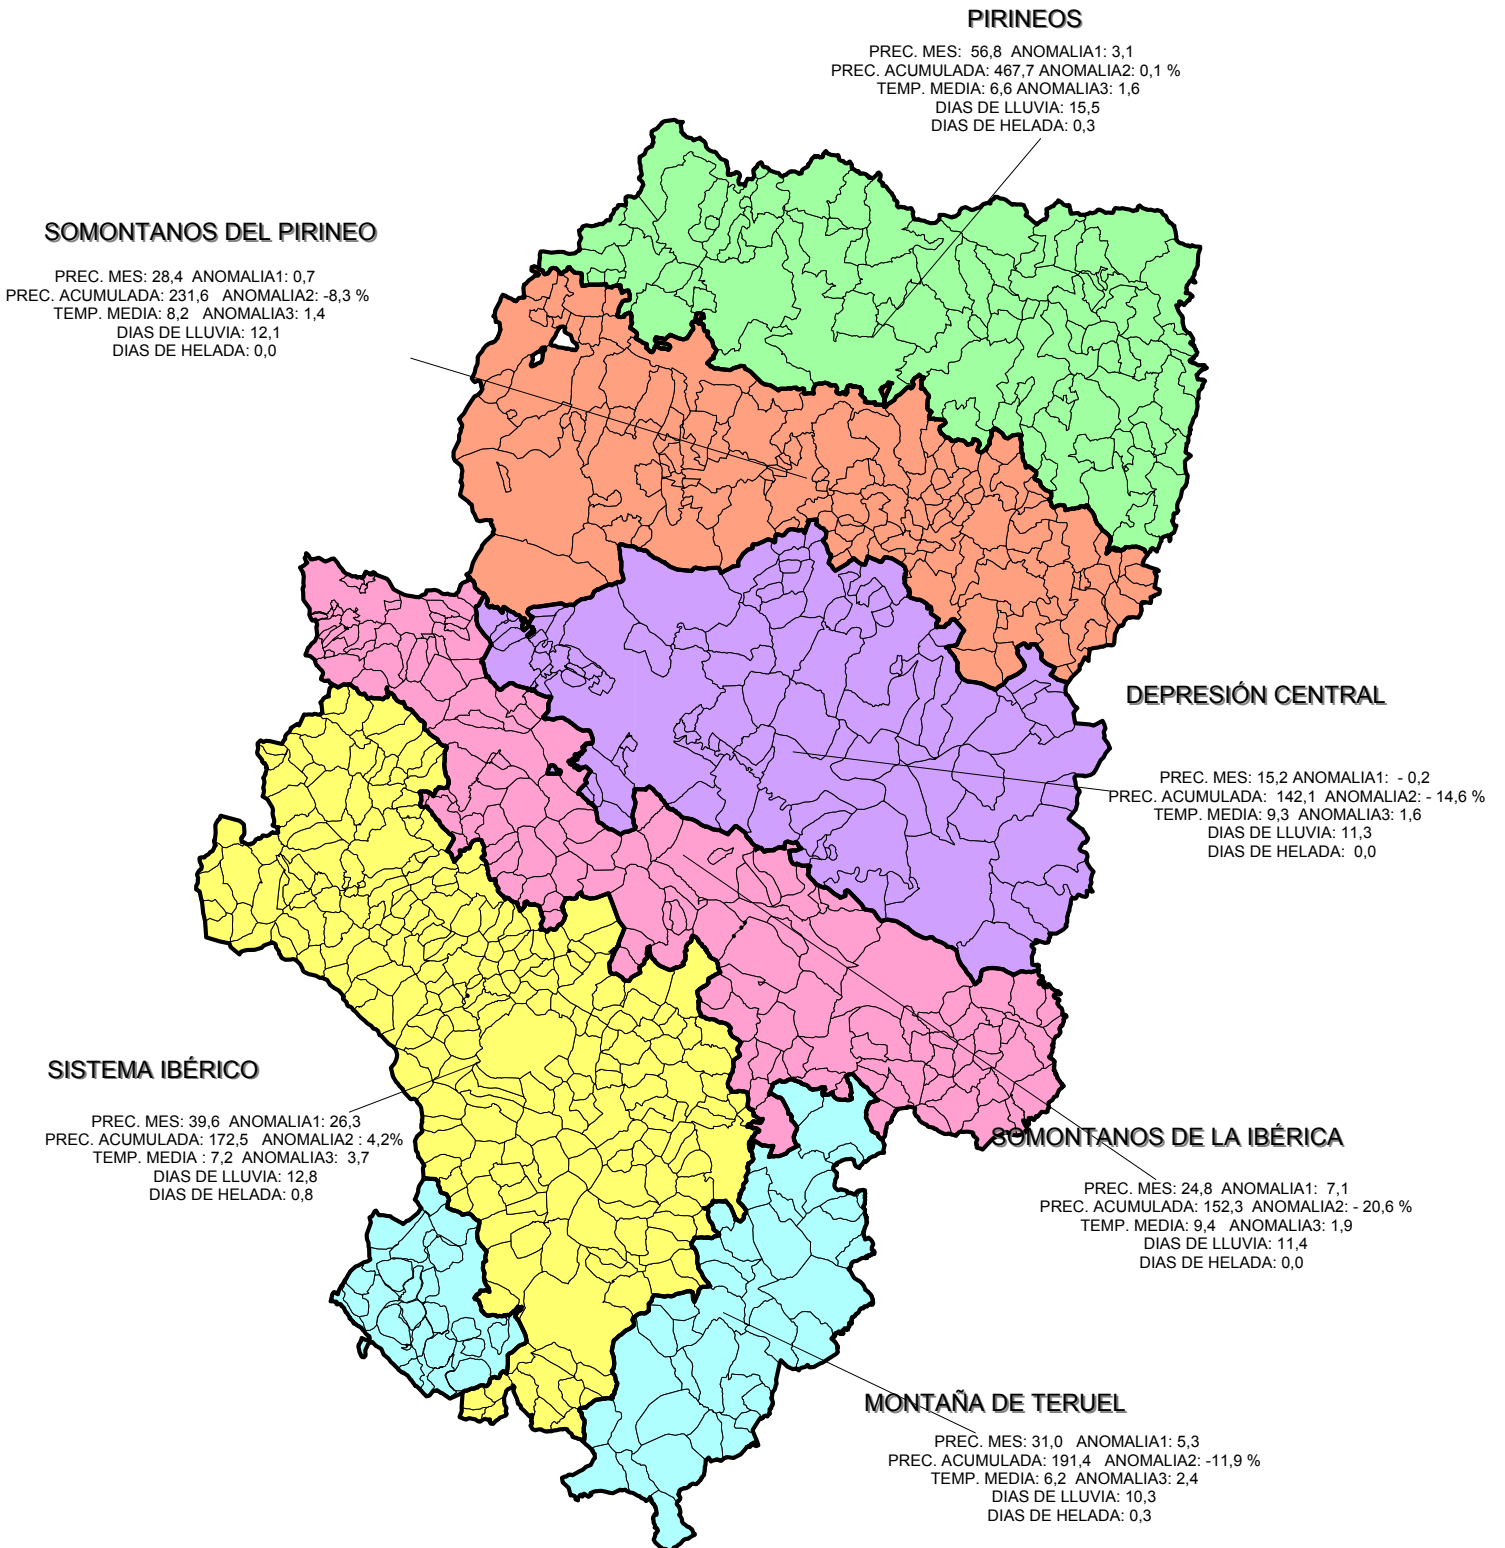 PIRINEOS
PREC. MES: 56,8 ANOMALIA1: 3,1
PREC. ACUMULADA: 467,7 ANOMALIA2: 0,1 %
TEMP. MEDIA: 6,6 ANOMALIA3: 1,6
DIAS DE LLUVIA: 15,5
DIAS DE HELADA: 0,3
SOMONTANOS DEL PIRINEO
PREC. MES: 28,4 ANOMALIA1: 0,7
PREC. ACUMULADA: 231,6 ANOMALIA2: -8,3 %
TEMP. MEDIA: 8,2 ANOMALIA3: 1,4
DIAS DE LLUVIA: 12,1
DIAS DE HELADA: 0,0
DEPRESIÓN CENTRAL
PREC. MES: 15,2 ANOMALIA1: - 0,2
PREC. ACUMULADA: 142,1 ANOMALIA2: - 14,6 %
TEMP. MEDIA: 9,3 ANOMALIA3: 1,6
DIAS DE LLUVIA: 11,3
DIAS DE HELADA: 0,0
SISTEMA IBÉRICO
PREC. MES: 39,6 ANOMALIA1: 26,3
PREC. ACUMULADA: 172,5 ANOMALIA2 : 4,2%
TEMP. MEDIA : 7,2 ANOMALIA3: 3,7
DIAS DE LLUVIA: 12,8
DIAS DE HELADA: 0,8
SOMONTANOS DE LA IBÉRICA
PREC. MES: 24,8 ANOMALIA1: 7,1
PREC. ACUMULADA: 152,3 ANOMALIA2: - 20,6 %
TEMP. MEDIA: 9,4 ANOMALIA3: 1,9
DIAS DE LLUVIA: 11,4
DIAS DE HELADA: 0,0
MONTAÑA DE TERUEL
PREC. MES: 31,0 ANOMALIA1: 5,3
PREC. ACUMULADA: 191,4 ANOMALIA2: -11,9 %
TEMP. MEDIA: 6,2 ANOMALIA3: 2,4
DIAS DE LLUVIA: 10,3
DIAS DE HELADA: 0,3